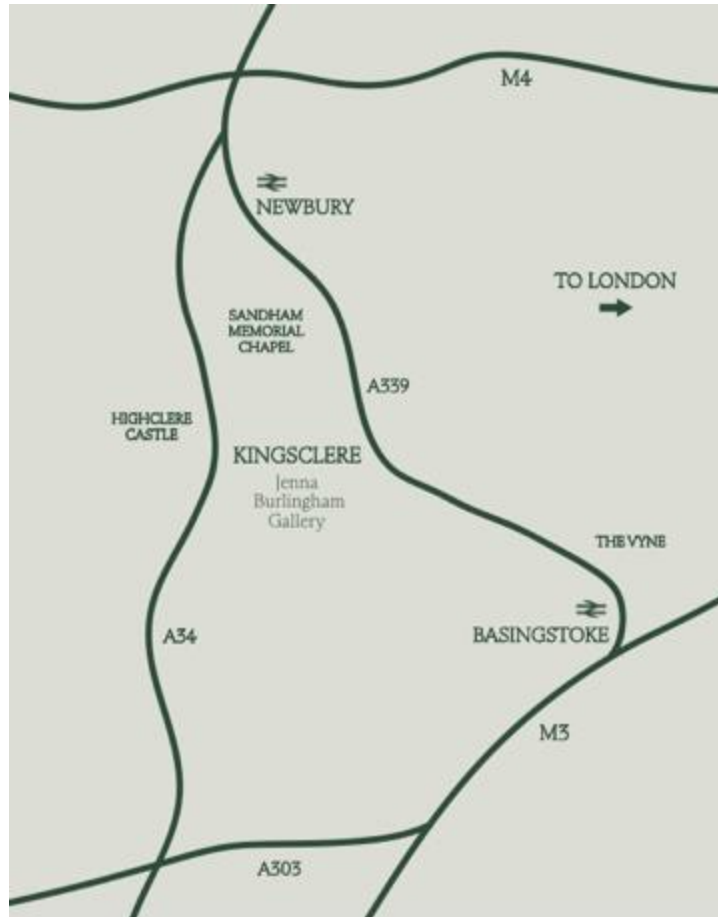 M4
NEWBURY
TO LONDON
SANDHAM
MEMORIAL
CHAPEL
A339
HIGHCLERE
CASTLE
KINGSCLERE
Jenna
Burlingham
Gallery
THE VYNE
BASINGSTOKE
A34
M3
A303